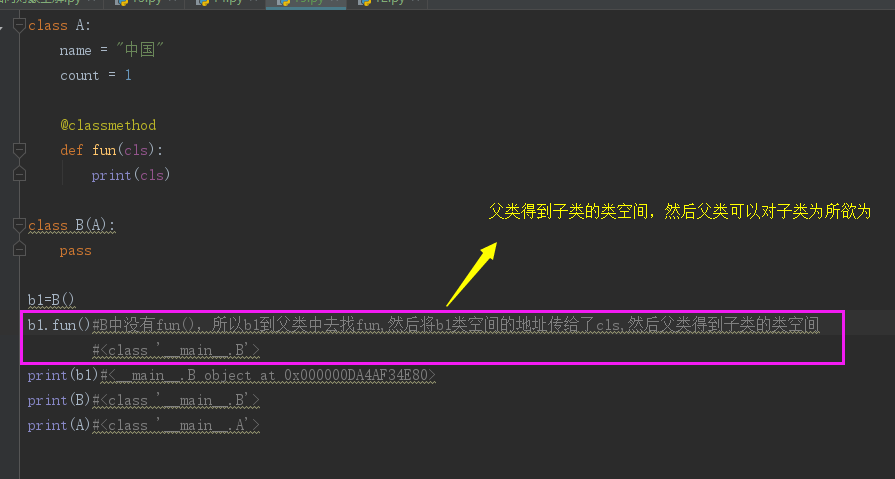 class A:
name = "中国"
count = 1
@classmethod
def fun(cls):
print(cls)
父类得到子类的类空间，然后父类可以对子类为所欲为
class B(A):
pass
b1=B()
b1.fun()#B中没有fun(), 所以b1到父类中去找fun,然后将b1类空间的地址传给了cls,然后父类得到子类的类空间
#<class '__main__.B'>
print(b1)#<__main__.B object at 0x000000DA4AF34E80>
print(B)#<class '__main__.B'>
print(A)#<class '__main__.A'>